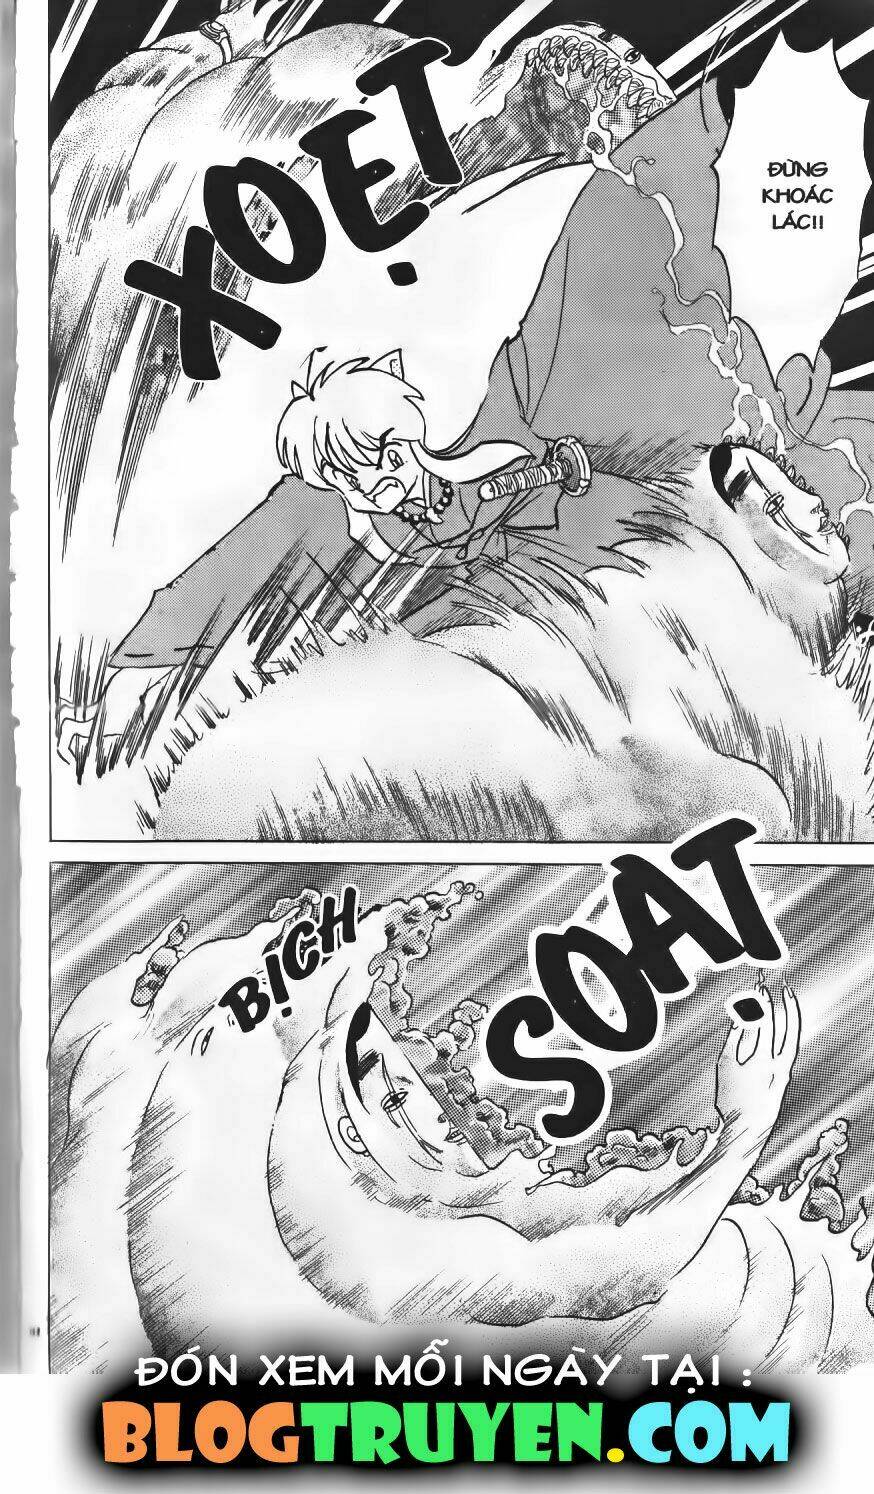 ĐỪNG
KHOÁC
LÁC!!
XOẸT
SOẠT
BỊCH
ĐÓN XEM MỖI NGÀY TẠI :
BLOGTRUYEN.COM